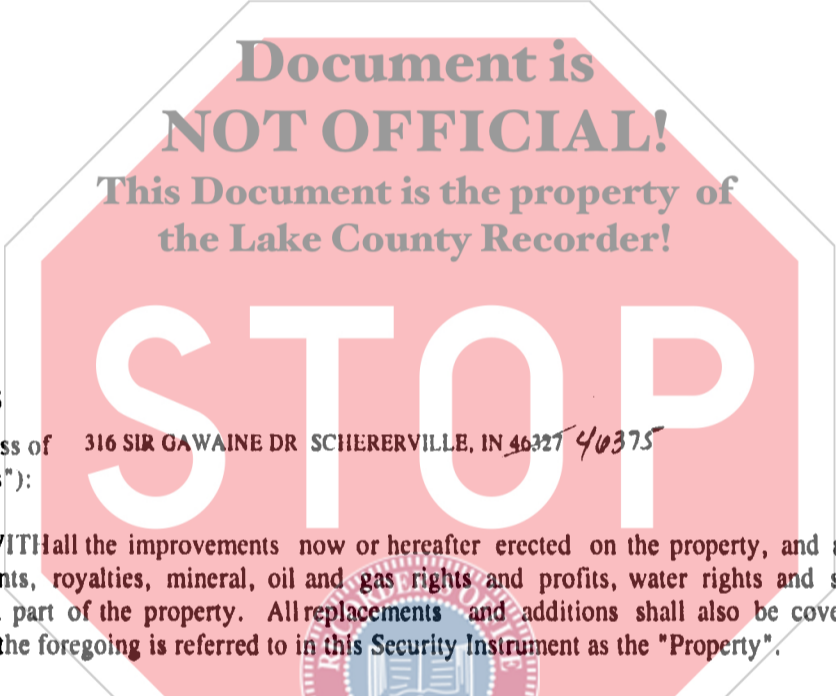 Document is
NOT OFFICIAL!
This Document is the property of
the Lake County Recorder!
STOP
ss of 316 SIR GAWAINE DR SCHERERVILLE, IN 46327 46375
"):
WITH all the improvements now or hereafter erected on the property, and a
nts, royalties, mineral, oil and gas rights and profits, water rights and s
part of the property. All replacements and additions shall also be cove
the foregoing is referred to in this Security Instrument as the "Property".